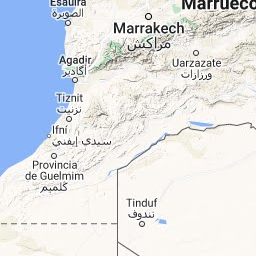 Esauira
الصويرة
Marrakech
مراكش
Marrueco
Uarzazate
ورزازات
Agadir
أكادير
Tiznit
تزنيت
Ifni
سيدي إيفني
Provincia
de Guelmim
كلميم
Tinduf
تندوف